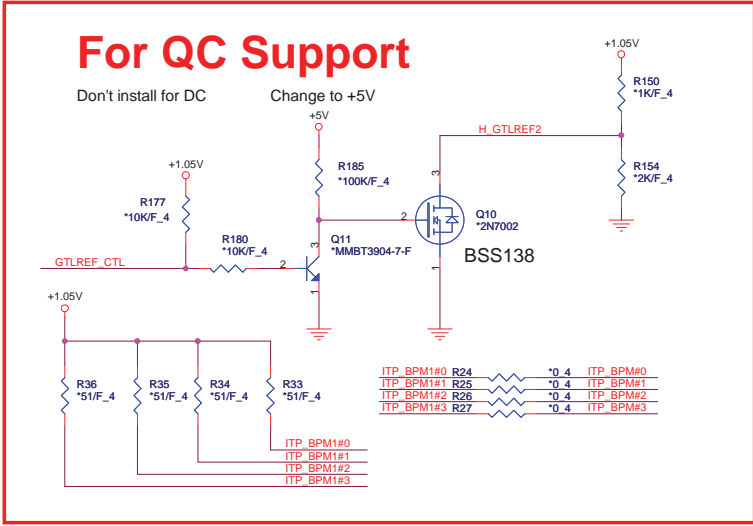 For QC Support
Don't install for DC
Change to +5V
+1.05V
R150
*1K/F_4
+5V
H_GTLREF2
R185
*100K/F_4
R154
*2K/F_4
+1.05V
R177
*10K/F_4
3
2
Q10
*2N7002
BSS138
1
R180
*10K/F_4
Q11
*MMBT3904-7-F
3
2
1
GTLREF_CTL
+1.05V
R36
*51/F_4
R35
*51/F_4
R34
*51/F_4
R33
*51/F_4
ITP_BPM1#0
ITP_BPM1#1
ITP_BPM1#2
ITP_BPM1#3
ITP_BPM1#0 R24 *0_4 ITP_BPM#0
ITP_BPM1#1 R25 *0_4 ITP_BPM#1
ITP_BPM1#2 R26 *0_4 ITP_BPM#2
ITP_BPM1#3 R27 *0_4 ITP_BPM#3